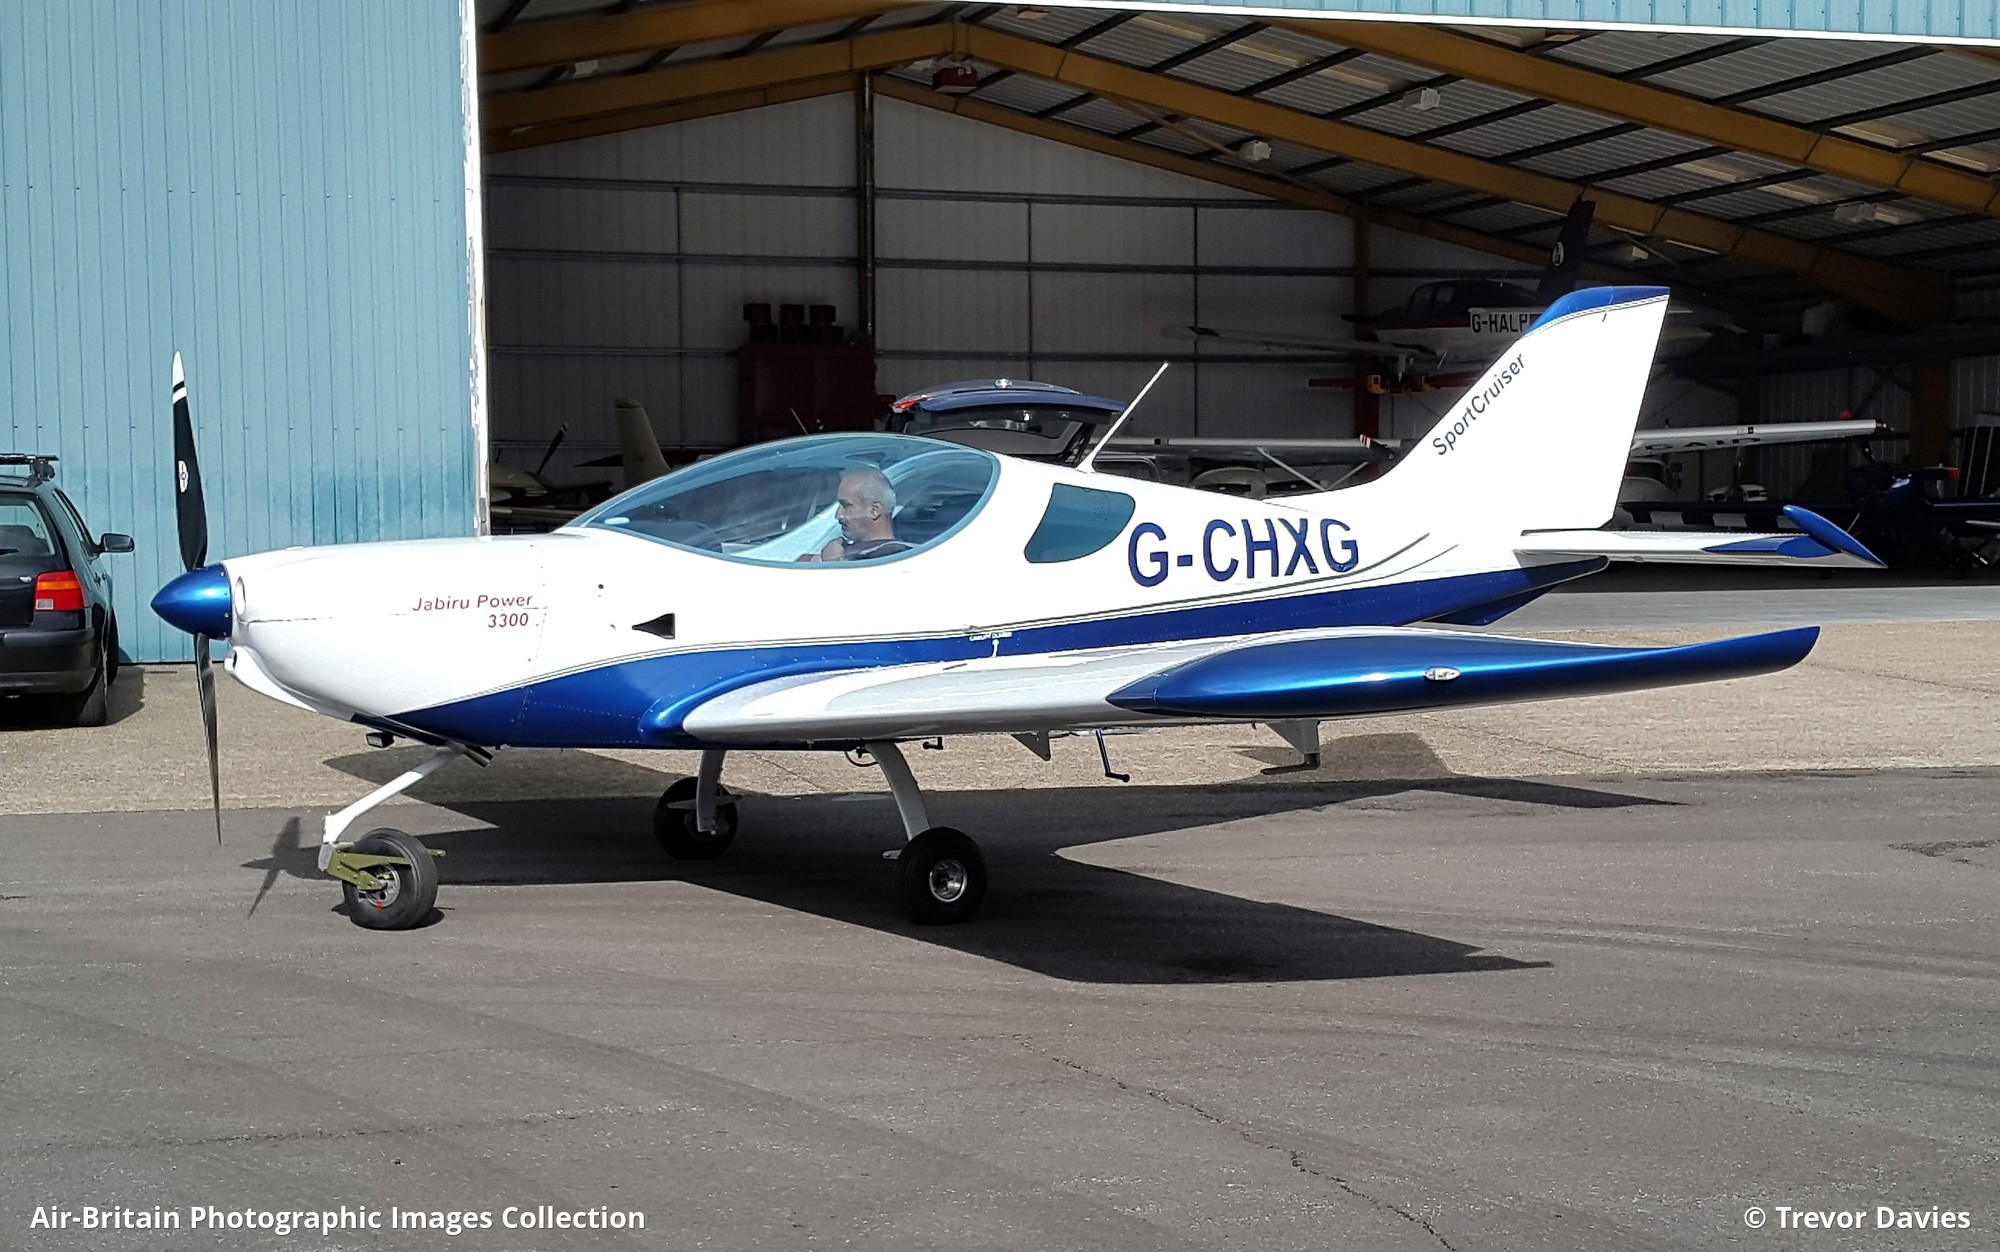 G-HALP
SportCruiser
G-CHXG
Jabiru Power
3300
Air-Britain Photographic Images Collection
© Trevor Davies